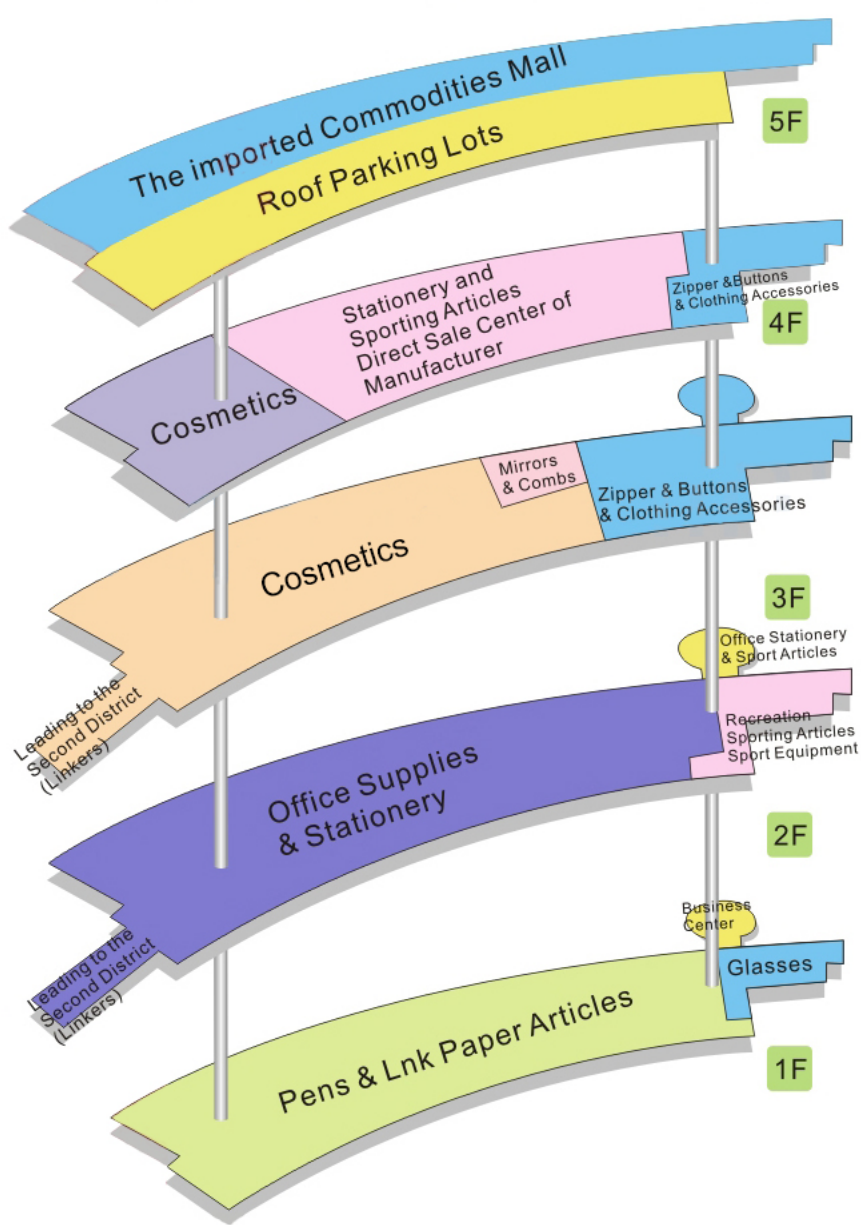 The imported Commodities Mall
Roof Parking Lots
5F
Stationery and
Sporting Articles
Direct Sale Center of
Manufacturer
Zipper &Buttons
& Clothing Accessories
4F
Cosmetics
Mirrors
& Combs
Zipper & Buttons
& Clothing Accessories
Cosmetics
3F
Leading to the
Second District
(Linkers)
Office Stationery
& Sport Articles
Recreation
Sporting Articles
Sport Equipment
Office Supplies
& Stationery
2F
Leading to the
Second District
(Linkers)
Business
Center
Glasses
Pens & Lnk Paper Articles
1F